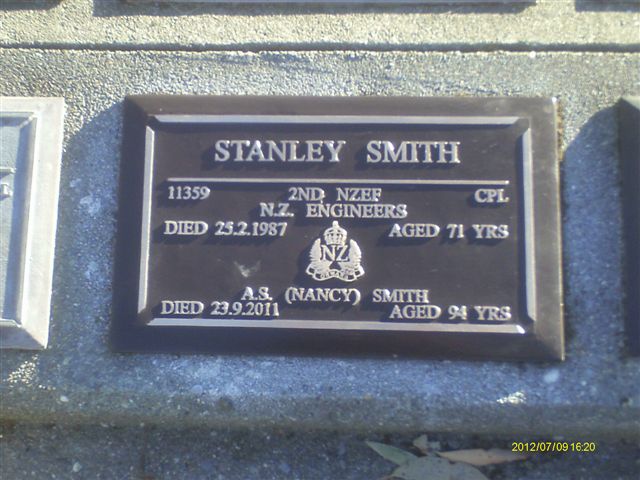 STANLEY SMITH
11359 2ND NZEF CPL
N.Z. ENGINEERS
DIED 25.2.1987 AGED 71 YRS
NZ
ONWARD
A.S. (NANCY) SMITH
DIED 23.9.2011 AGED 94 YRS
2012/07/09 16:20